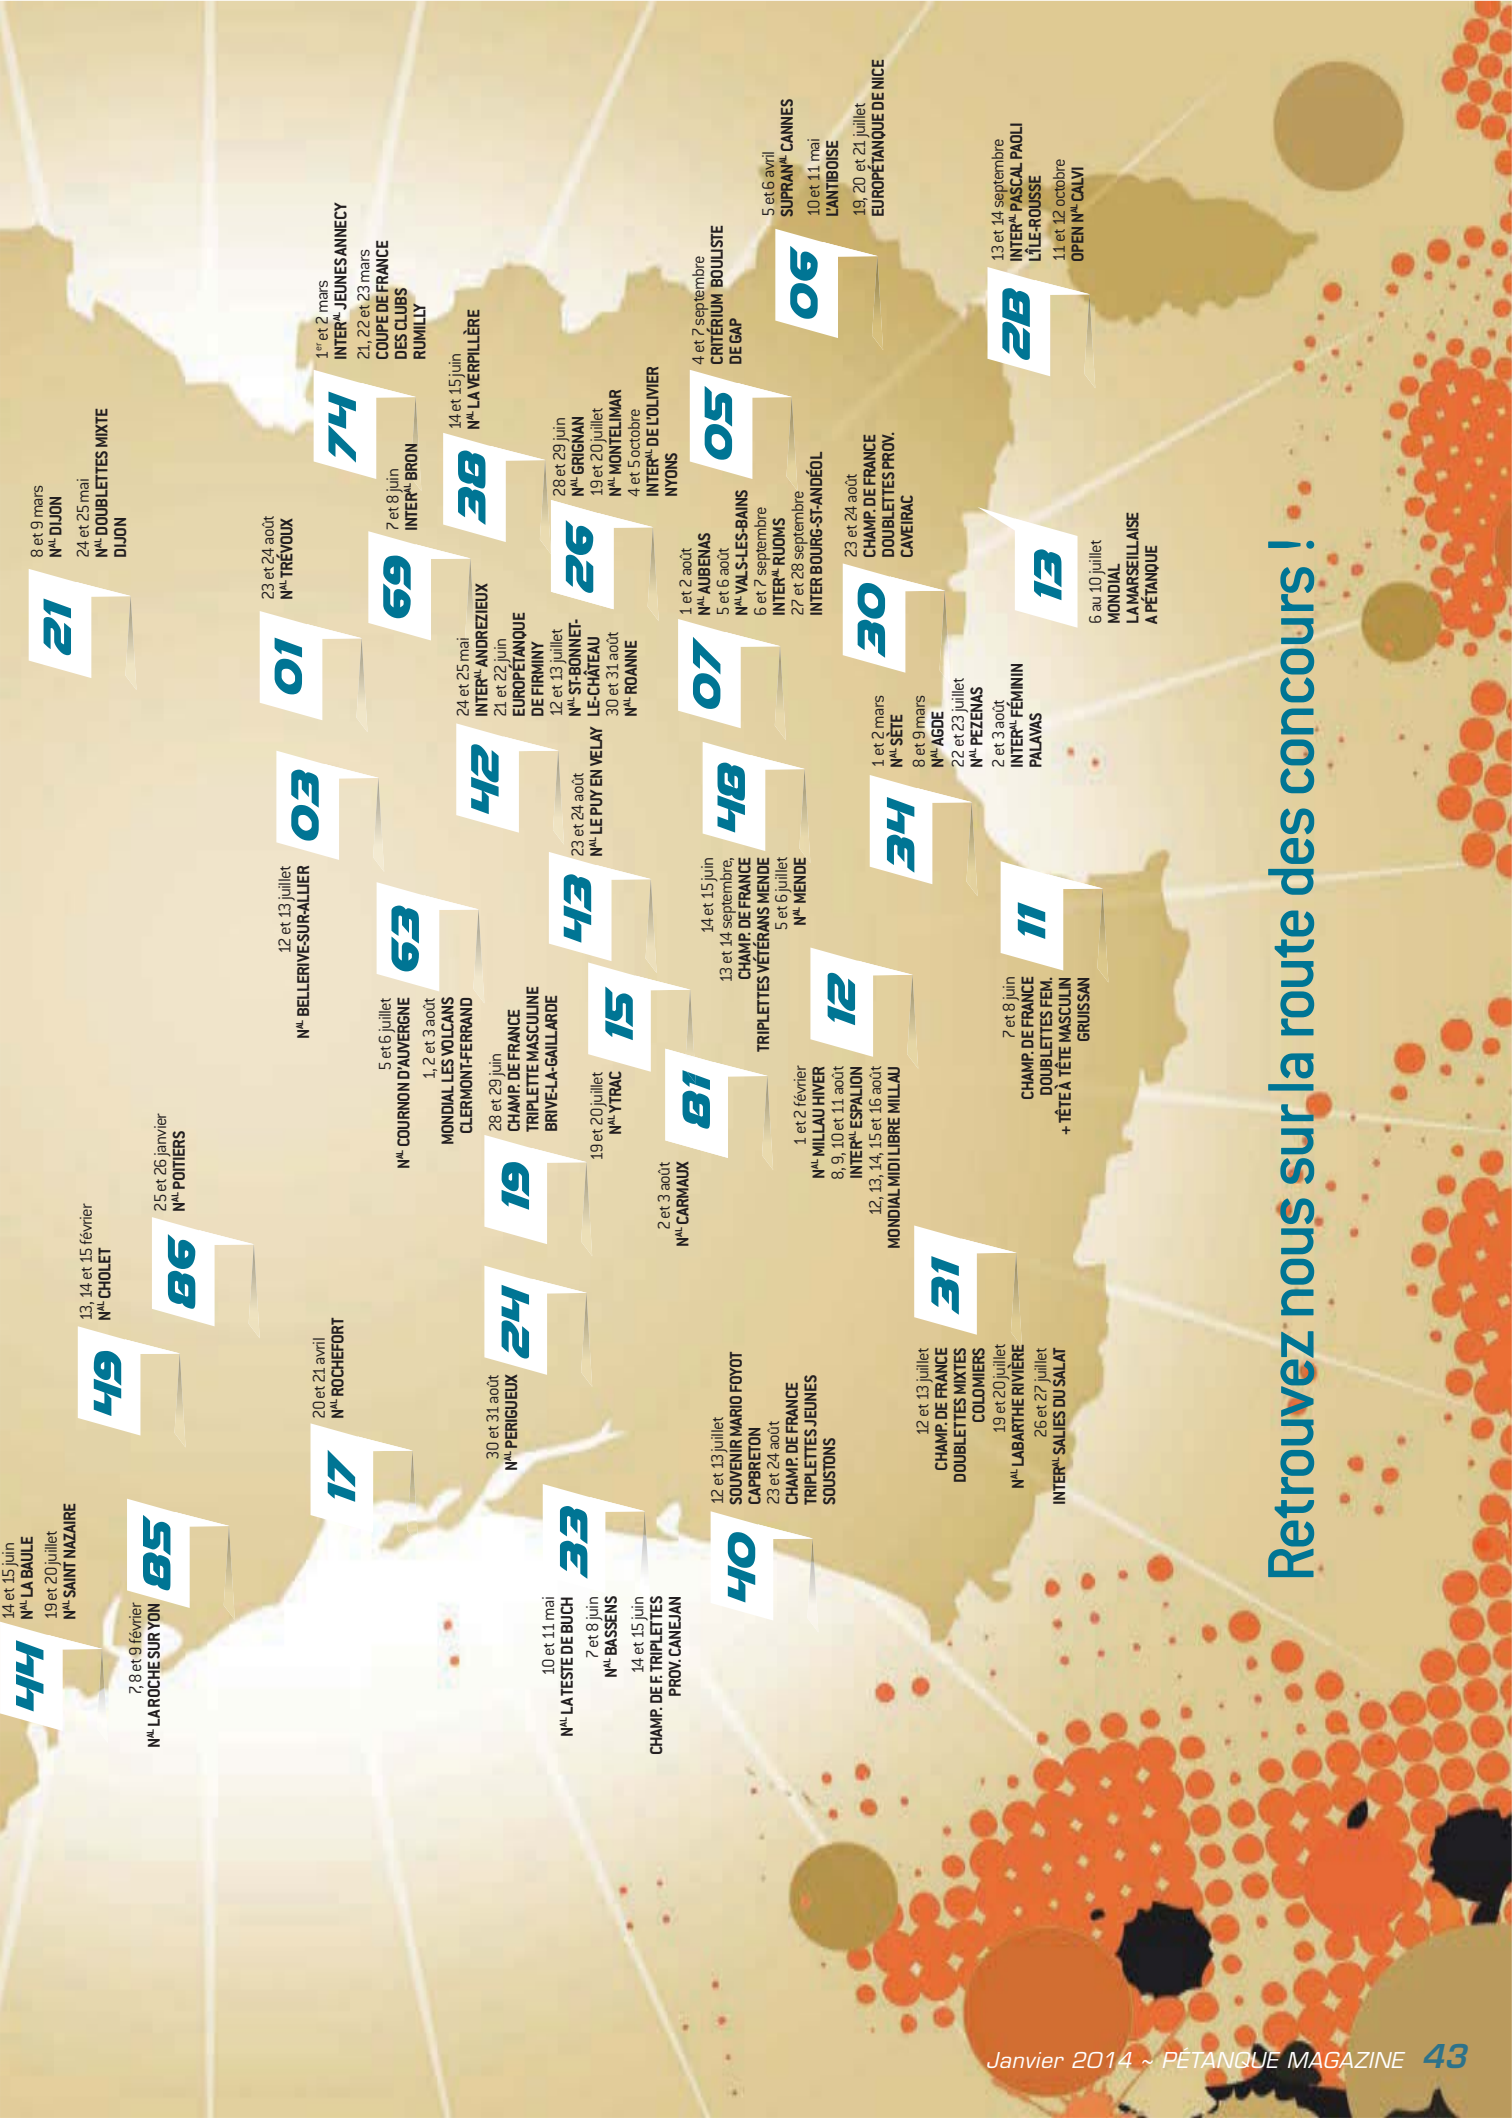 44
14 et 15 juin
NAL LA BAULE
19 et 20 juillet
NAL SAINT NAZAIRE
49
13, 14 et 15 février
NAL CHOLET
85
7, 8 et 9 février
NAL LA ROCHE SUR YON
86
25 et 26 janvier
NAL POITIERS
21
8 et 9 mars
NAL DIJON
24 et 25 mai
NAL DOUBLETTES MIXTE
DIJON
17
20 et 21 avril
NAL ROCHEFORT
03
12 et 13 juillet
NAL BELLERIVE-SUR-ALLIER
01
23 et 24 août
NAL TRÉVOUX
74
1er et 2 mars
INTERAL JEUNES ANNECY
21, 22 et 23 mars
COUPE DE FRANCE
DES CLUBS
RUMILLY
63
5 et 6 juillet
NAL COURNON D'AUVERGNE
1, 2 et 3 août
MONDIAL LES VOLCANS
CLERMONT-FERRAND
69
7 et 8 juin
INTERAL BRON
38
14 et 15 juin
NAL LA VERPILLÈRE
42
24 et 25 mai
INTERAL ANDREZIEUX
21 et 22 juin
EUROPÉTANQUE
DE FIRMINY
12 et 13 juillet
NAL ST-BONNET-
LE-CHÂTEAU
30 et 31 août
NAL ROANNE
24
30 et 31 août
NAL PERIGUEUX
19
28 et 29 juin
CHAMP. DE FRANCE
TRIPLETTE MASCULINE
BRIVE-LA-GAILLARDE
43
23 et 24 août
NAL LE PUY EN VELAY
26
28 et 29 juin
NAL GRIGNAN
19 et 20 juillet
NAL MONTELIMAR
4 et 5 octobre
INTERAL DE L'OLIVIER
NYONS
33
10 et 11 mai
NAL LA TESTE DE BUCH
7 et 8 juin
NAL BASSENS
14 et 15 juin
CHAMP. DE F. TRIPLETTES
PROV. CANEJAN
15
19 et 20 juillet
NAL YTRAC
81
2 et 3 août
NAL CARMAUX
48
14 et 15 juin
13 et 14 septembre,
CHAMP. DE FRANCE
TRIPLETTES VÉTÉRANS MENDE
5 et 6 juillet
NAL MENDE
07
1 et 2 août
NAL AUBENAS
5 et 6 août
NAL VALS-LES-BAINS
6 et 7 septembre
INTERAL RUOMS
27 et 28 septembre
INTER BOURG-ST-ANDÉOL
05
4 et 7 septembre
CRITÉRIUM BOULISTE
DE GAP
06
5 et 6 avril
SUPRANAL CANNES
10 et 11 mai
L'ANTIBOISE
19, 20 et 21 juillet
EUROPÉTANQUE DE NICE
40
12 et 13 juillet
SOUVENIR MARIO FOYOT
CAPBRETON
23 et 24 août
CHAMP. DE FRANCE
TRIPLETTES JEUNES
SOUSTONS
12
1 et 2 février
NAL MILLAU HIVER
8, 9, 10 et 11 août
INTERAL ESPALION
12, 13, 14, 15 et 16 août
MONDIAL MIDI LIBRE MILLAU
30
23 et 24 août
CHAMP. DE FRANCE
DOUBLETTES PROV.
CAVEIRAC
34
1 et 2 mars
NAL SÈTE
8 et 9 mars
NAL AGDE
22 et 23 juillet
NAL PEZENAS
2 et 3 août
INTERAL FÉMININ
PALAVAS
31
12 et 13 juillet
CHAMP. DE FRANCE
DOUBLETTES MIXTES
COLOMIERS
19 et 20 juillet
NAL LABARTHE RIVIÈRE
26 et 27 juillet
INTERAL SALIES DU SALAT
11
7 et 8 juin
CHAMP. DE FRANCE
DOUBLETTES FEM.
+ TÊTE À TÊTE MASCULIN
GRUISSAN
13
6 au 10 juillet
MONDIAL
LA MARSEILLAISE
A PÉTANQUE
2B
13 et 14 septembre
INTERAL PASCAL PAOLI
L'ÎLE-ROUSSE
11 et 12 octobre
OPEN NAL CALVI
Retrouvez nous sur la route des concours !
Janvier 2014 ~ PÉTANQUE MAGAZINE 43